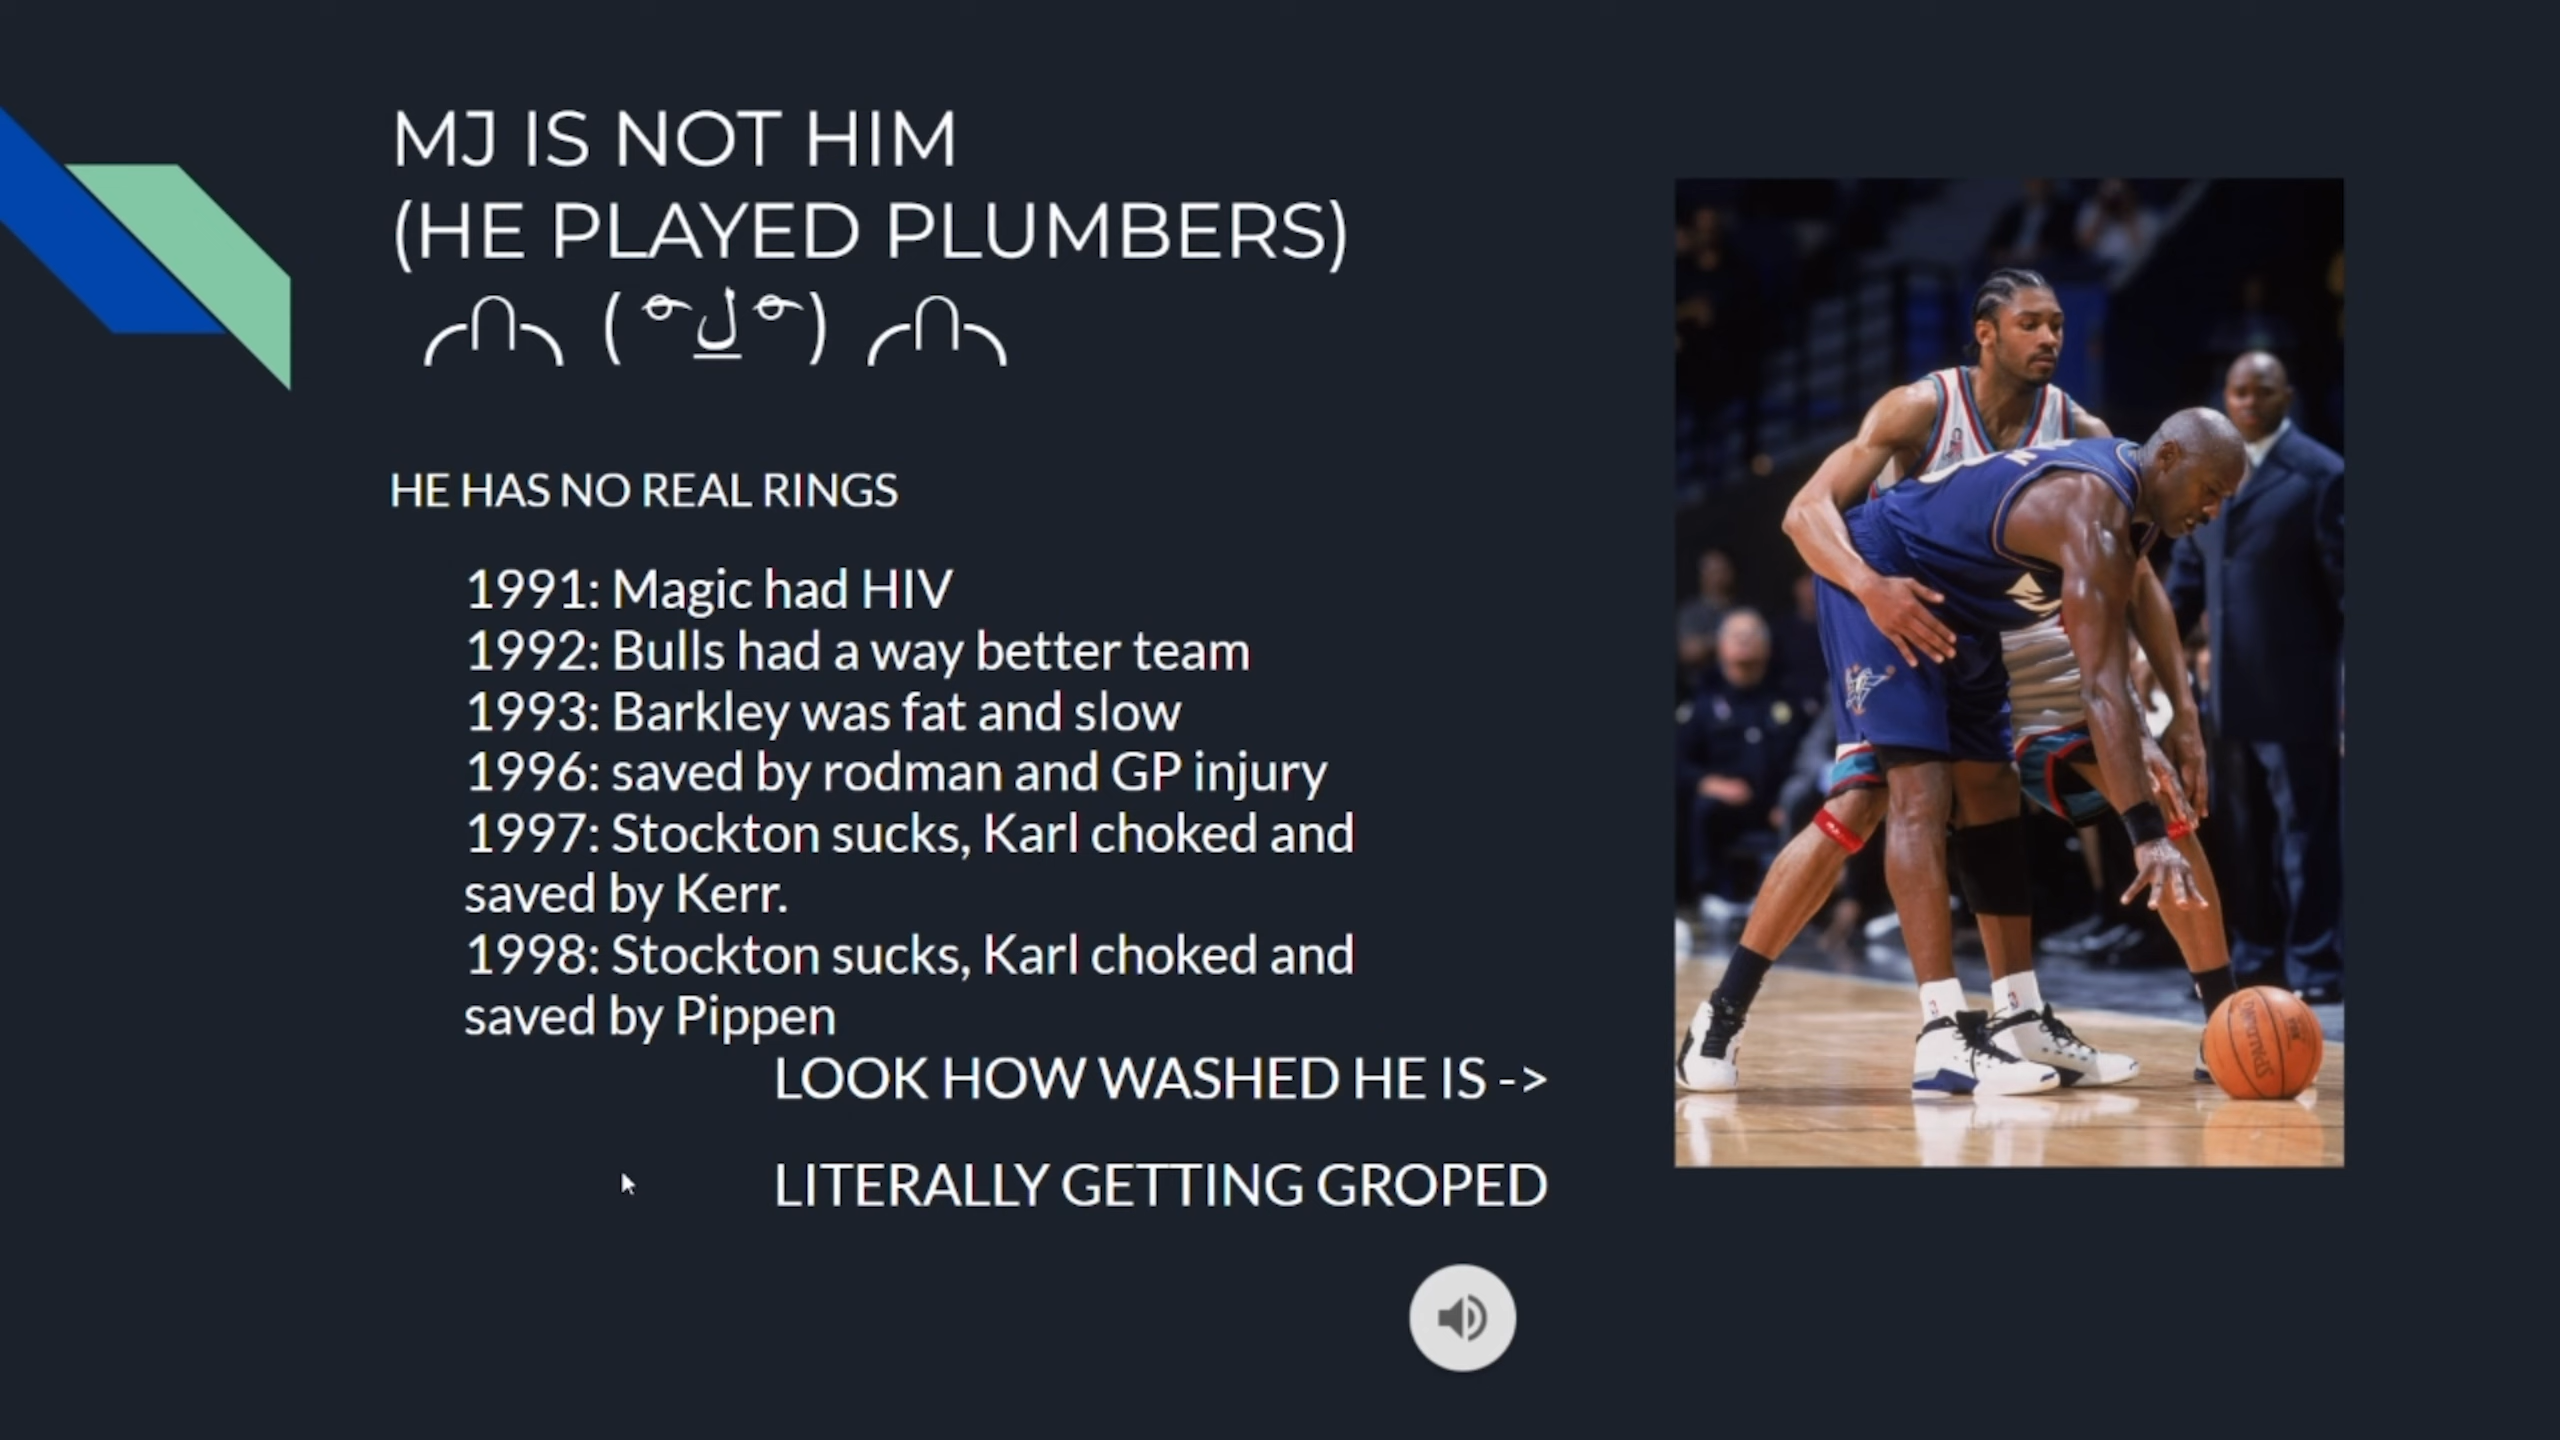 MJ IS NOT HIM
(HE PLAYED PLUMBERS)
╭∩╮ ( ͡° ل͟ ͡° ) ╭∩╮
HE HAS NO REAL RINGS
1991: Magic had HIV
1992: Bulls had a way better team
1993: Barkley was fat and slow
1996: saved by rodman and GP injury
1997: Stockton sucks, Karl choked and
saved by Kerr.
1998: Stockton sucks, Karl choked and
saved by Pippen
LOOK HOW WASHED HE IS ->
LITERALLY GETTING GROPED
SPALDING